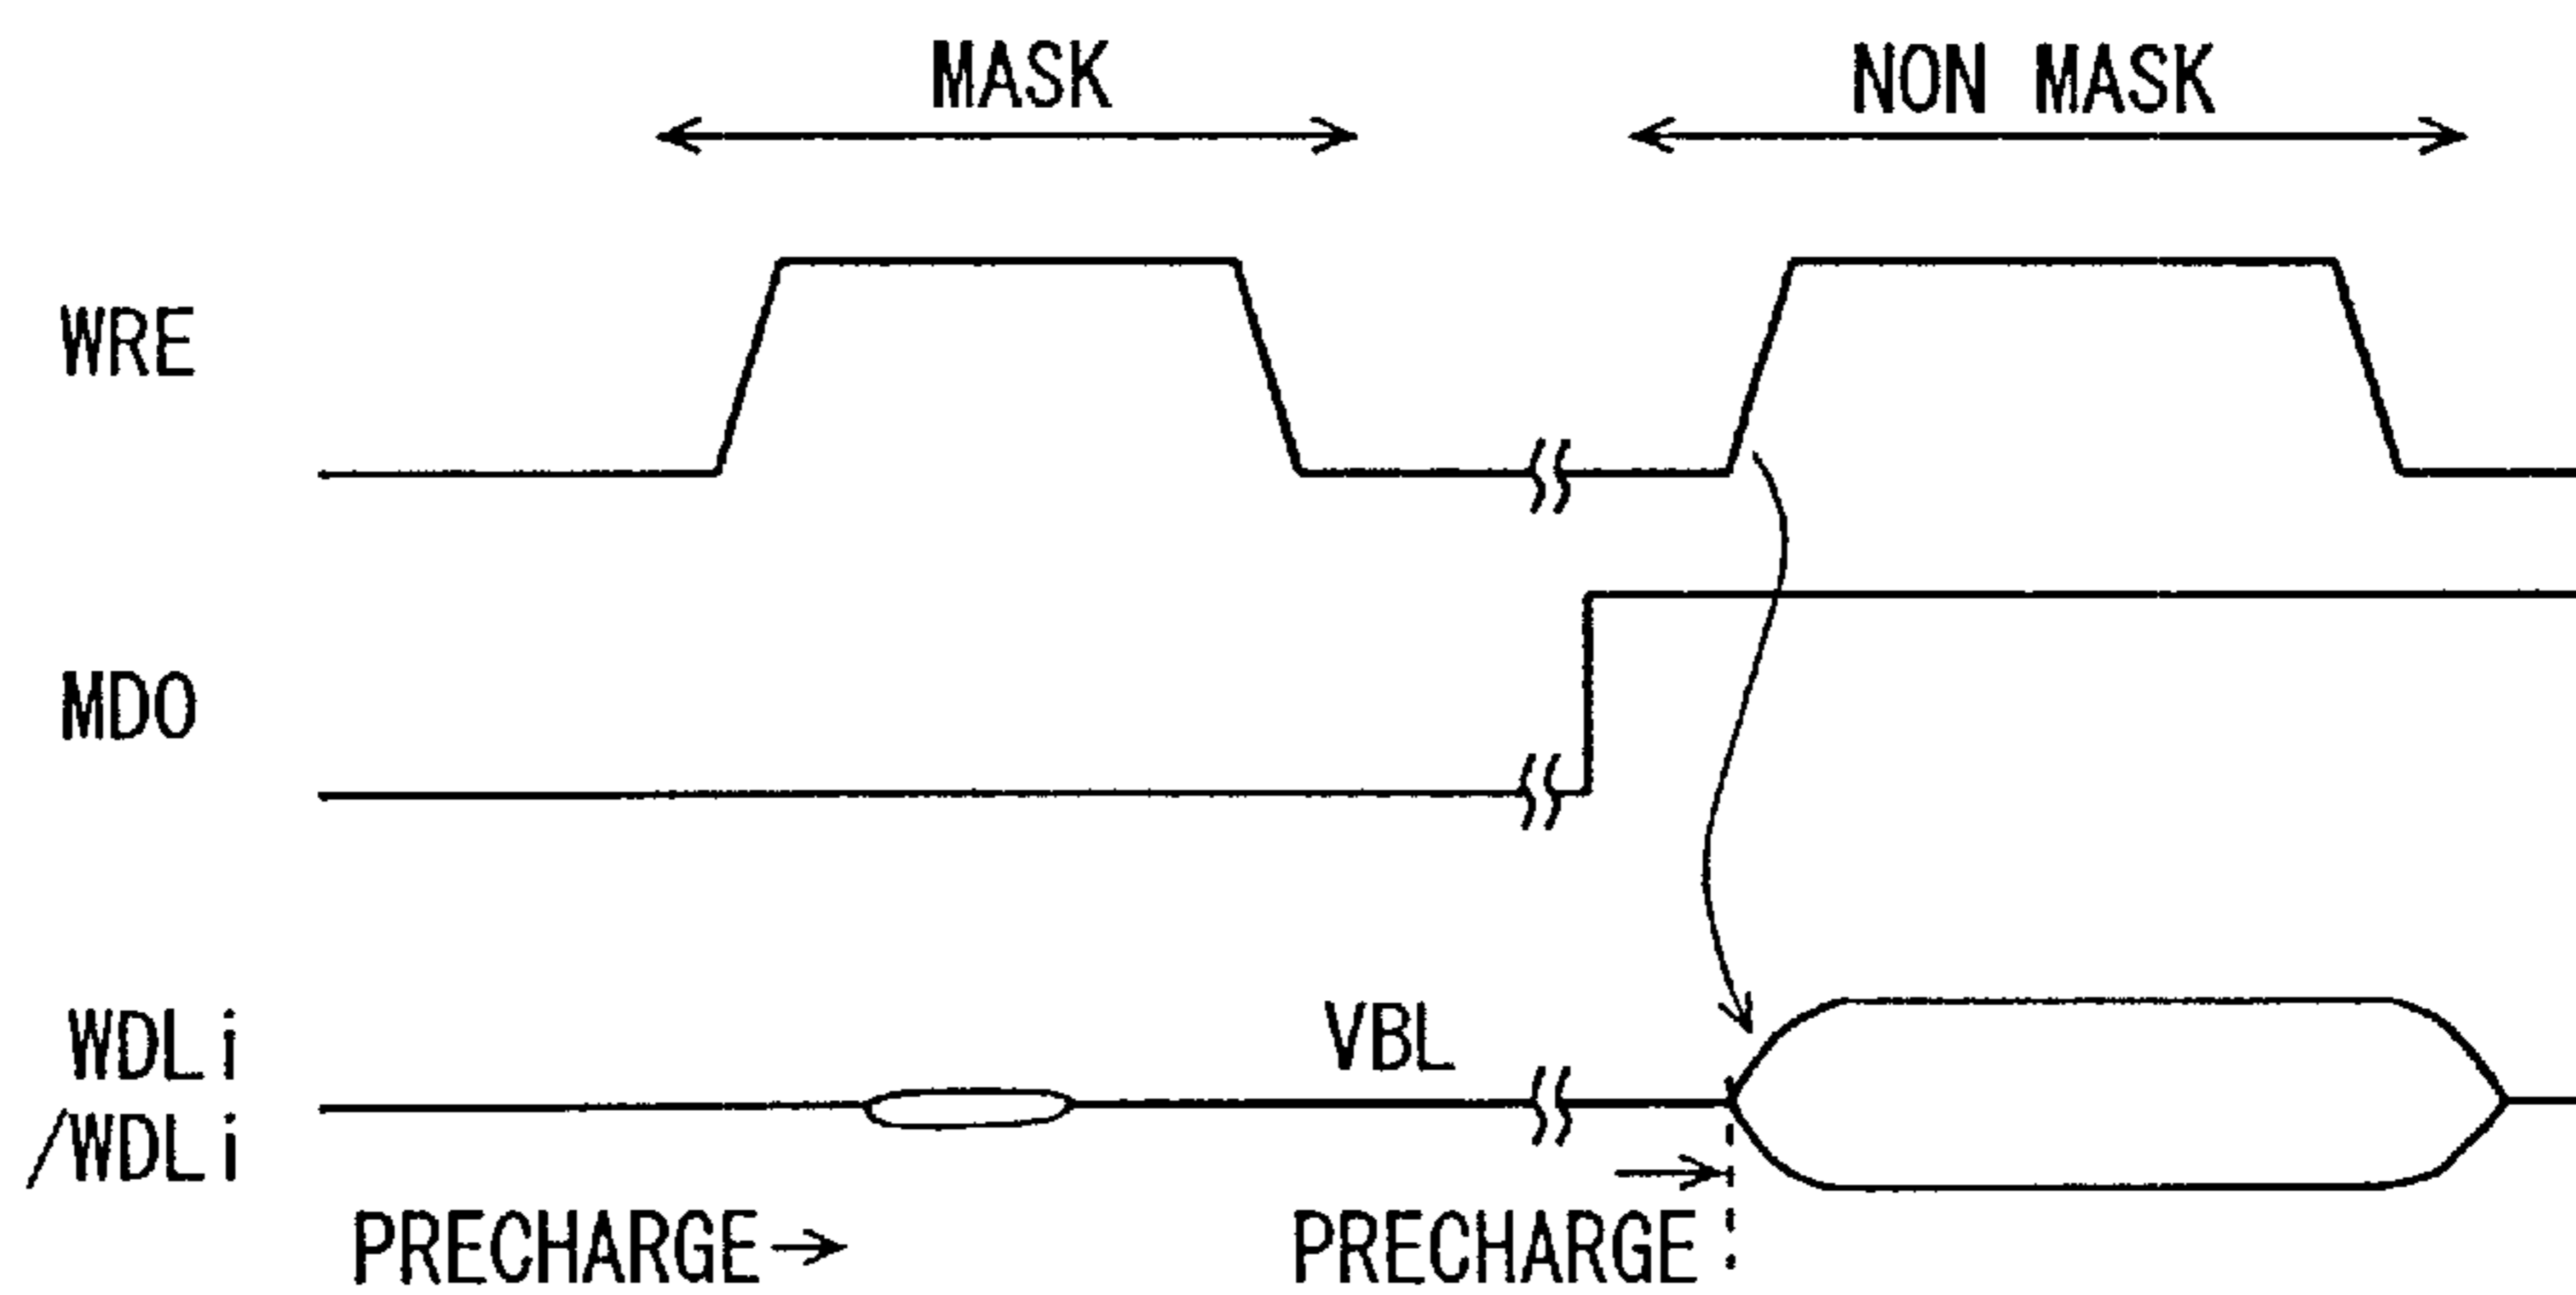 MASK
NON MASK
WRE
MDO
WDLi
/WDLi
VBL
PRECHARGE
PRECHARGE